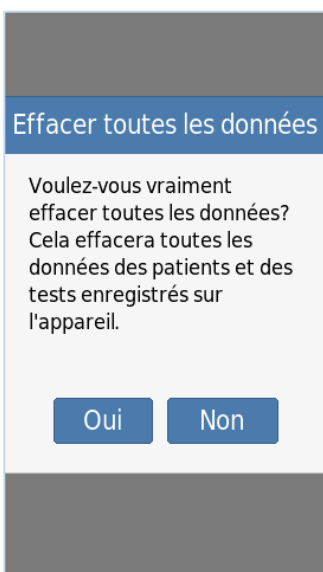 Effacer toutes les données
Voulez-vous vraiment
effacer toutes les données?
Cela effacera toutes les
données des patients et des
tests enregistrés sur
l'appareil.
Oui Non